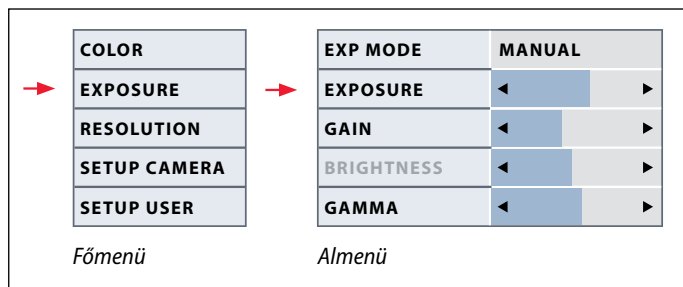 COLOR
EXPOSURE
RESOLUTION
SETUP CAMERA
SETUP USER
Főmenü
EXP MODE MANUAL
EXPOSURE
GAIN
BRIGHTNESS
GAMMA
Almenü